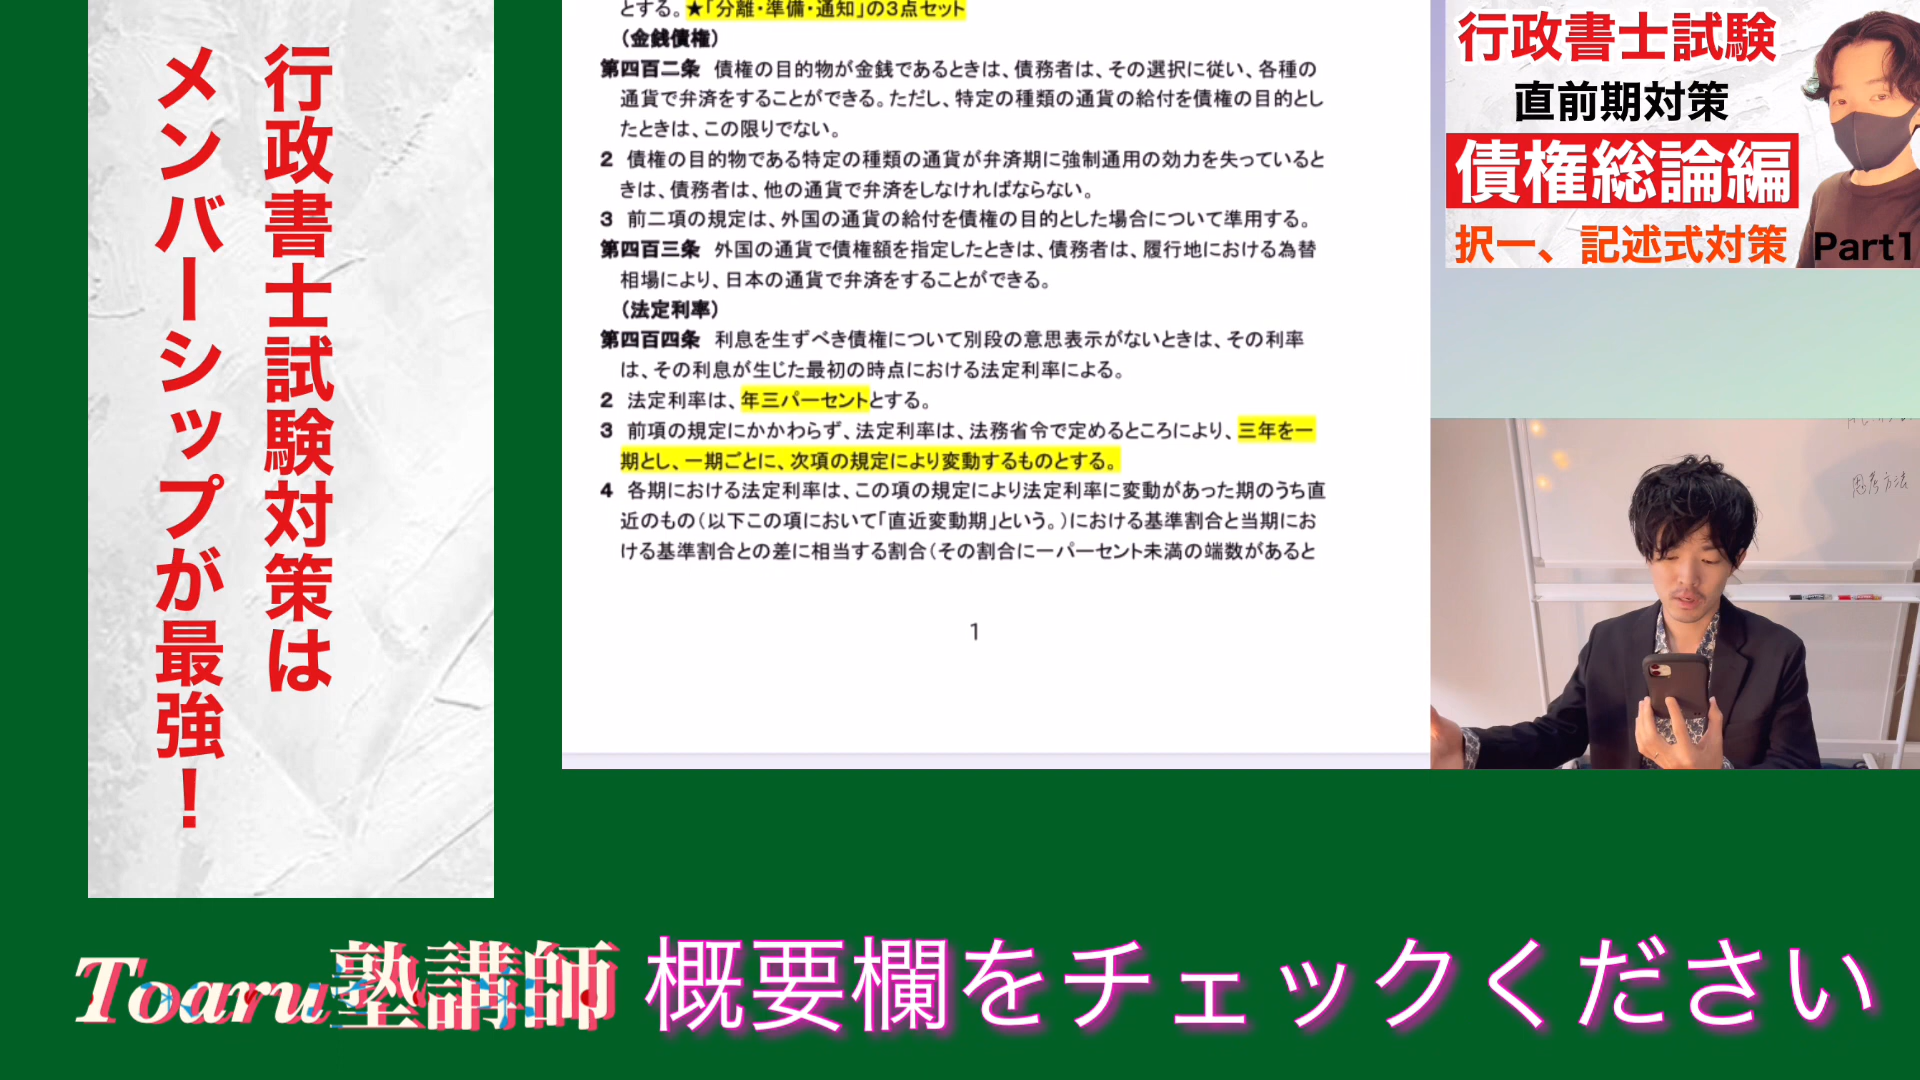 行政書士試験対策は
メンバーシップが最強！
とする。★「分離・準備・通知」の3点セット
（金銭債権）
第四百二条　債権の目的物が金銭であるときは、債務者は、その選択に従い、各種の
通貨で弁済をすることができる。ただし、特定の種類の通貨の給付を債権の目的とし
たときは、この限りでない。
2　債権の目的物である特定の種類の通貨が弁済期に強制通用の効力を失っていると
きは、債務者は、他の通貨で弁済をしなければならない。
3　前二項の規定は、外国の通貨の給付を債権の目的とした場合について準用する。
第四百三条　外国の通貨で債権額を指定したときは、債務者は、履行地における為替
相場により、日本の通貨で弁済をすることができる。
（法定利率）
第四百四条　利息を生ずべき債権について別段の意思表示がないときは、その利率
は、その利息が生じた最初の時点における法定利率による。
2　法定利率は、年三パーセントとする。
3　前項の規定にかかわらず、法定利率は、法務省令で定めるところにより、三年を一
期とし、一期ごとに、次項の規定により変動するものとする。
4　各期における法定利率は、この項の規定により法定利率に変動があった期のうち直
近のもの（以下この項において「直近変動期」という。）における基準割合と当期にお
ける基準割合との差に相当する割合（その割合に一パーセント未満の端数があると
1
行政書士試験
直前期対策
債権総論編
択一、記述式対策 Part1
思考方法
Toaru塾講師 概要欄をチェックください